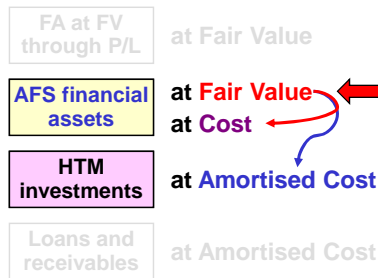 FA at FV
through P/L
at Fair Value
AFS financial
assets
at Fair Value
at Cost
HTM
investments
at Amortised Cost
Loans and
receivables
at Amortised Cost